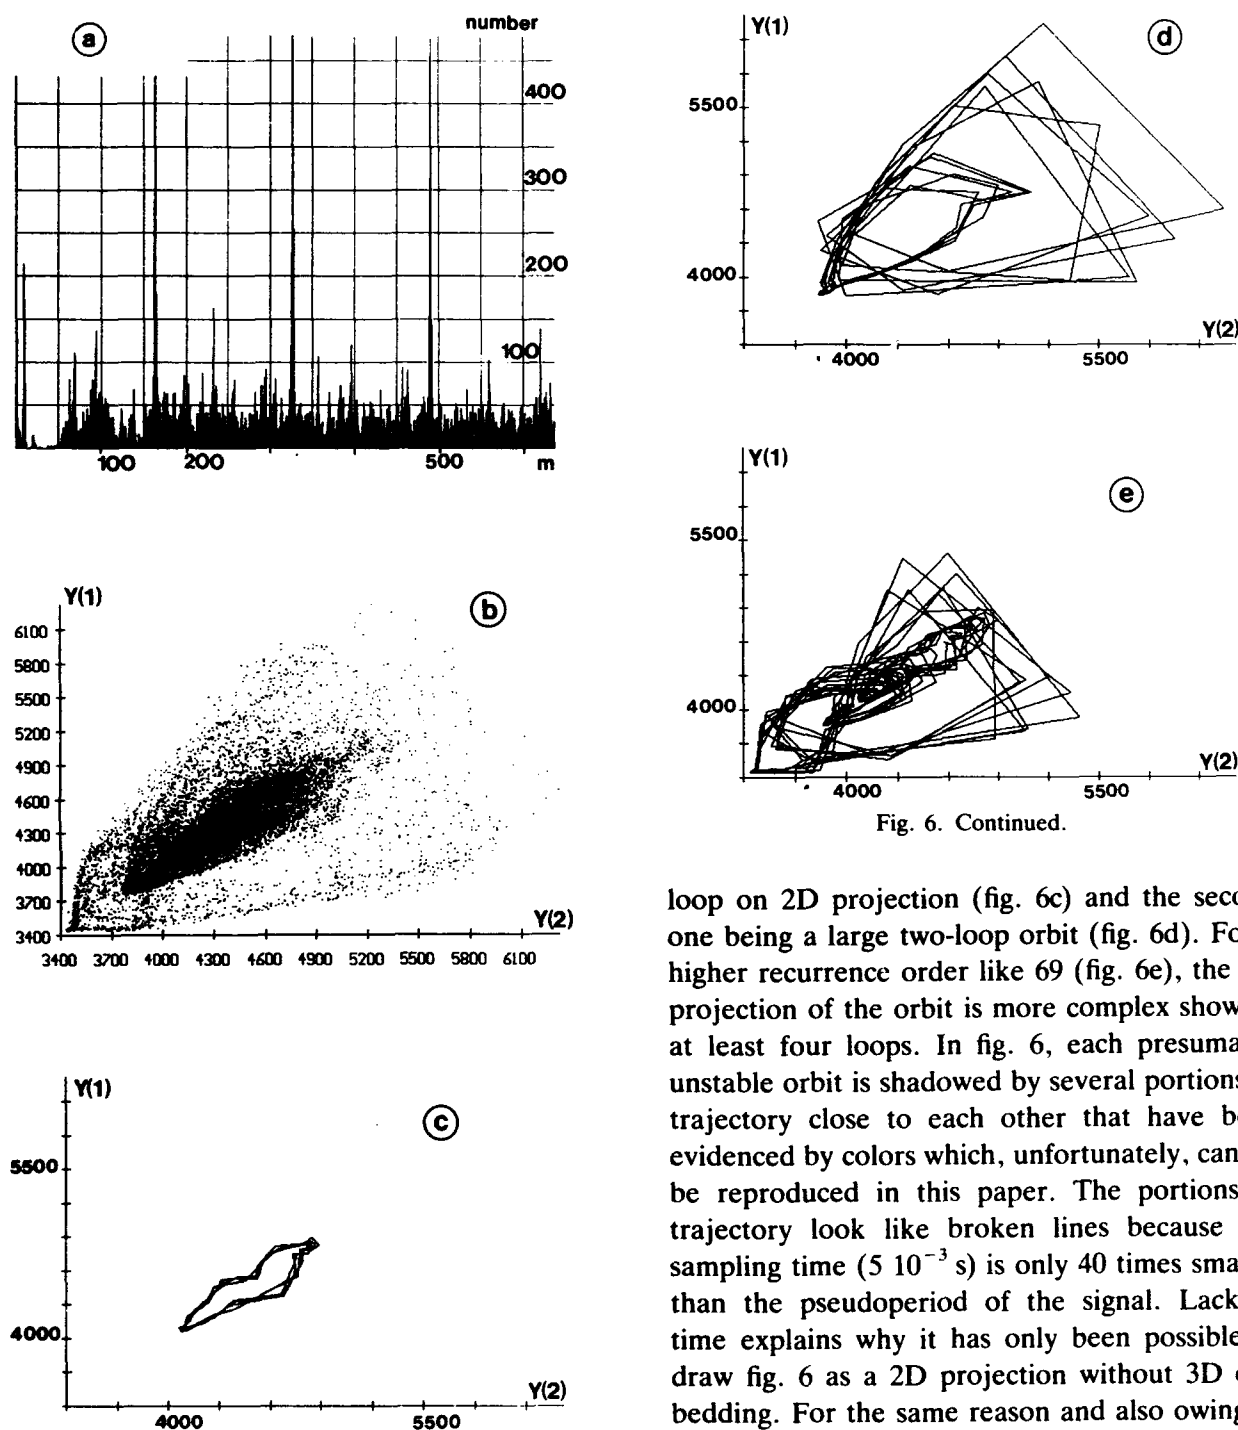 number
a
400
300
200
100
100 200 500 m
Y(1)
b
6100
5800
5500
5200
4900
4600
4300
4000
3700
3400
Y(2)
3400 3700 4000 4300 4600 4900 5200 5500 5800 6100
Y(1)
c
5500
4000
Y(2)
4000 5500
Y(1)
d
5500
4000
Y(2)
4000 5500
Y(1)
e
5500
4000
Y(2)
4000 5500
Fig. 6. Continued.
loop on 2D projection (fig. 6c) and the seco
one being a large two-loop orbit (fig. 6d). Fo
higher recurrence order like 69 (fig. 6e), the
projection of the orbit is more complex show
at least four loops. In fig. 6, each presuma
unstable orbit is shadowed by several portions
trajectory close to each other that have be
evidenced by colors which, unfortunately, can
be reproduced in this paper. The portions
trajectory look like broken lines because
sampling time (5 10⁻³ s) is only 40 times sma
than the pseudoperiod of the signal. Lack
time explains why it has only been possible
draw fig. 6 as a 2D projection without 3D
bedding. For the same reason and also owing